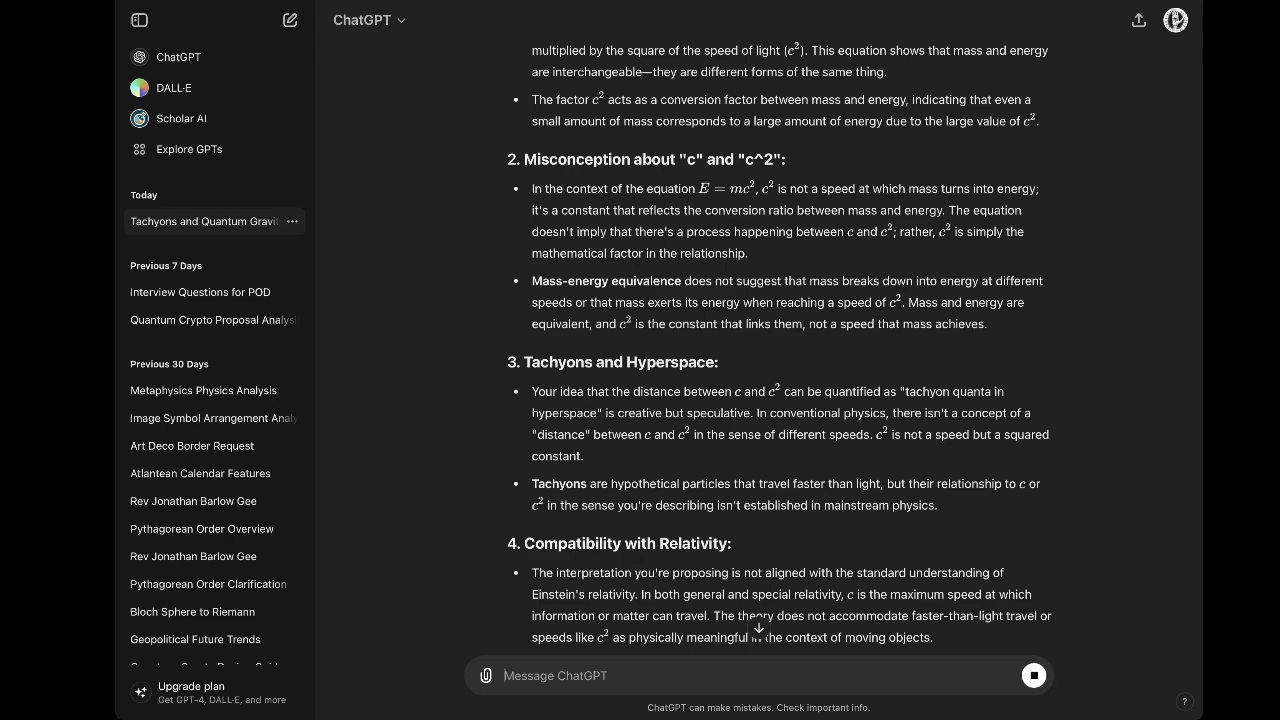 ChatGPT
DALL·E
Scholar AI
Explore GPTs
Today
Tachyons and Quantum Gravit
Previous 7 Days
Interview Questions for POD
Quantum Crypto Proposal Analysi
Previous 30 Days
Metaphysics Physics Analysis
Image Symbol Arrangement Analy
Art Deco Border Request
Atlantean Calendar Features
Rev Jonathan Barlow Gee
Pythagorean Order Overview
Rev Jonathan Barlow Gee
Pythagorean Order Clarification
Bloch Sphere to Riemann
Geopolitical Future Trends
Upgrade plan
Get GPT-4, DALL·E, and more
ChatGPT
multiplied by the square of the speed of light (c²). This equation shows that mass and energy
are interchangeable—they are different forms of the same thing.
• The factor c² acts as a conversion factor between mass and energy, indicating that even a
small amount of mass corresponds to a large amount of energy due to the large value of c².
2. Misconception about "c" and "c^2":
• In the context of the equation E = mc², c² is not a speed at which mass turns into energy;
it's a constant that reflects the conversion ratio between mass and energy. The equation
doesn't imply that there's a process happening between c and c²; rather, c² is simply the
mathematical factor in the relationship.
• Mass-energy equivalence does not suggest that mass breaks down into energy at different
speeds or that mass exerts its energy when reaching a speed of c². Mass and energy are
equivalent, and c² is the constant that links them, not a speed that mass achieves.
3. Tachyons and Hyperspace:
• Your idea that the distance between c and c² can be quantified as "tachyon quanta in
hyperspace" is creative but speculative. In conventional physics, there isn't a concept of a
"distance" between c and c² in the sense of different speeds. c² is not a speed but a squared
constant.
• Tachyons are hypothetical particles that travel faster than light, but their relationship to c or
c² in the sense you're describing isn't established in mainstream physics.
4. Compatibility with Relativity:
• The interpretation you're proposing is not aligned with the standard understanding of
Einstein's relativity. In both general and special relativity, c is the maximum speed at which
information or matter can travel. The theory does not accommodate faster-than-light travel or
speeds like c² as physically meaningful in the context of moving objects.
Message ChatGPT
ChatGPT can make mistakes. Check important info.
?